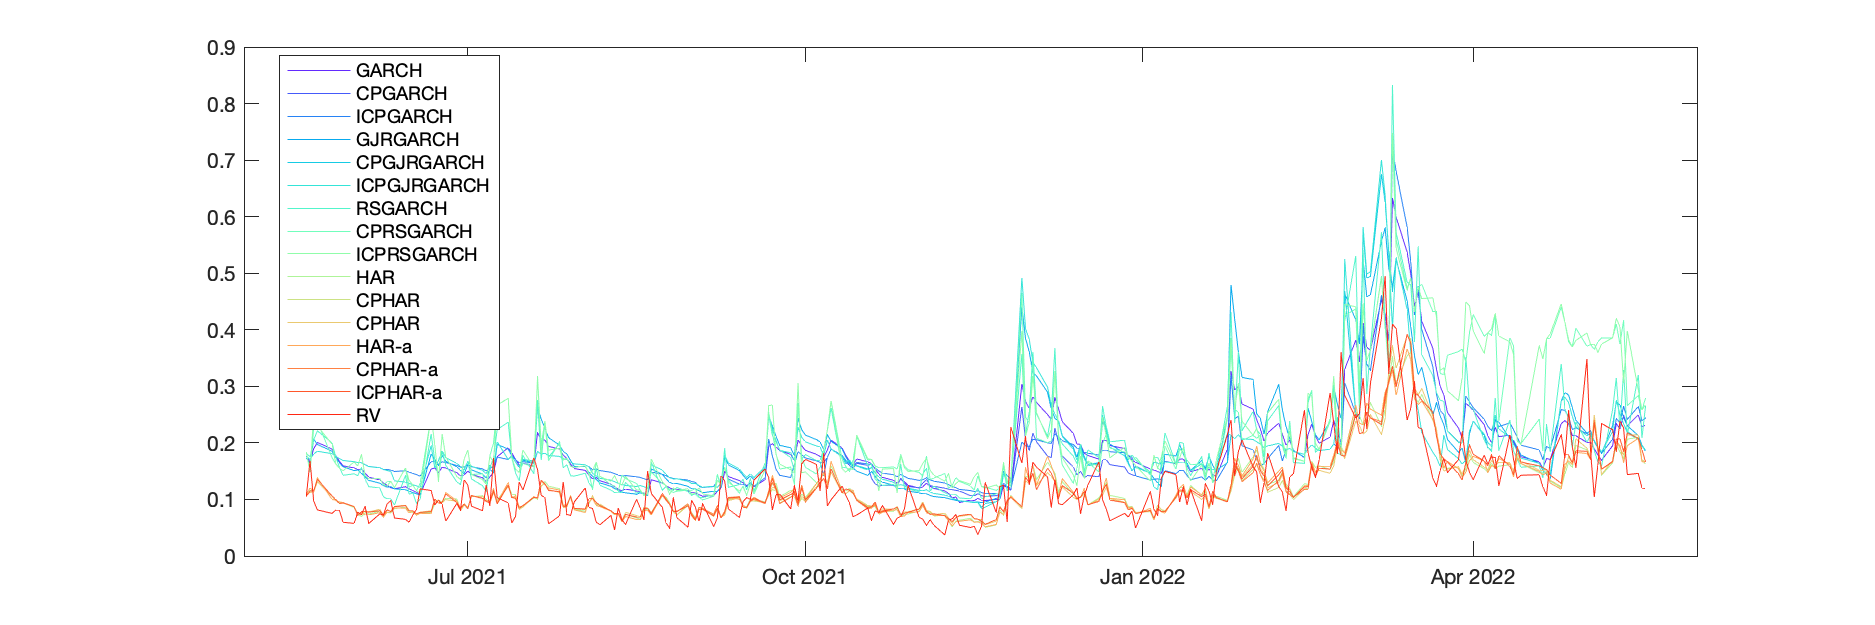 0.9
0.8
0.7
0.6
0.5
0.4
0.3
0.2
0.1
0
GARCH
CPGARCH
ICPGARCH
GJRGARCH
CPGJRGARCH
ICPGJRGARCH
RSGARCH
CPRSGARCH
ICPRSGARCH
HAR
CPHAR
CPHAR
HAR-a
CPHAR-a
ICPHAR-a
RV
Jul 2021 Oct 2021 Jan 2022 Apr 2022